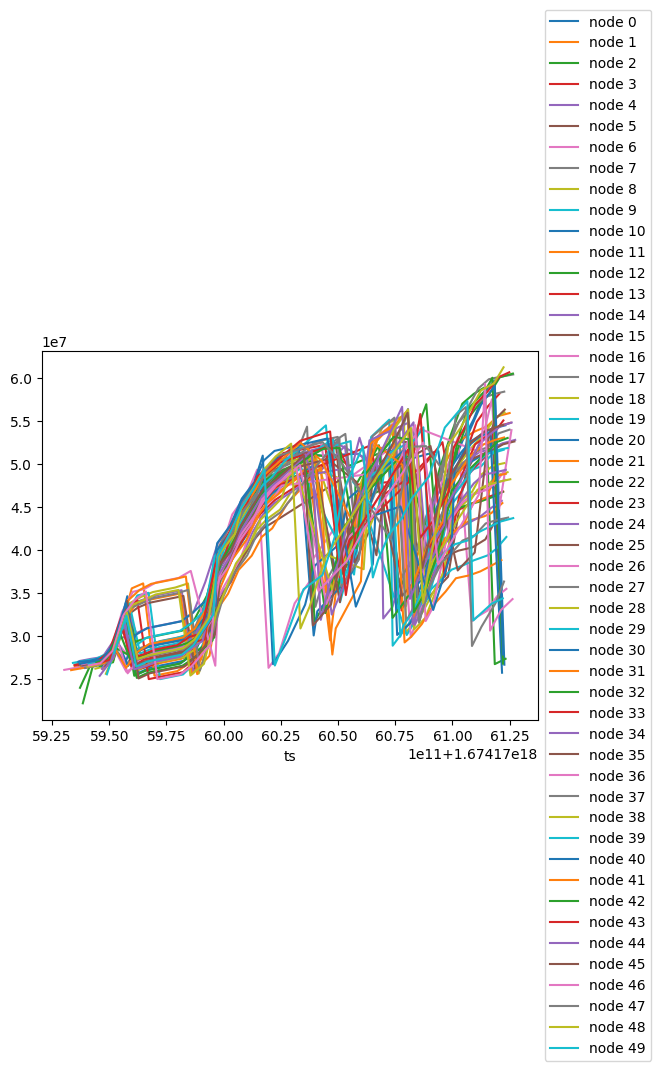 1e7
6.0
5.5
5.0
4.5
4.0
3.5
3.0
2.5
59.25 59.50 59.75 60.00 60.25 60.50 60.75 61.00 61.25
1e11+1.67417e18
ts
node 0
node 1
node 2
node 3
node 4
node 5
node 6
node 7
node 8
node 9
node 10
node 11
node 12
node 13
node 14
node 15
node 16
node 17
node 18
node 19
node 20
node 21
node 22
node 23
node 24
node 25
node 26
node 27
node 28
node 29
node 30
node 31
node 32
node 33
node 34
node 35
node 36
node 37
node 38
node 39
node 40
node 41
node 42
node 43
node 44
node 45
node 46
node 47
node 48
node 49